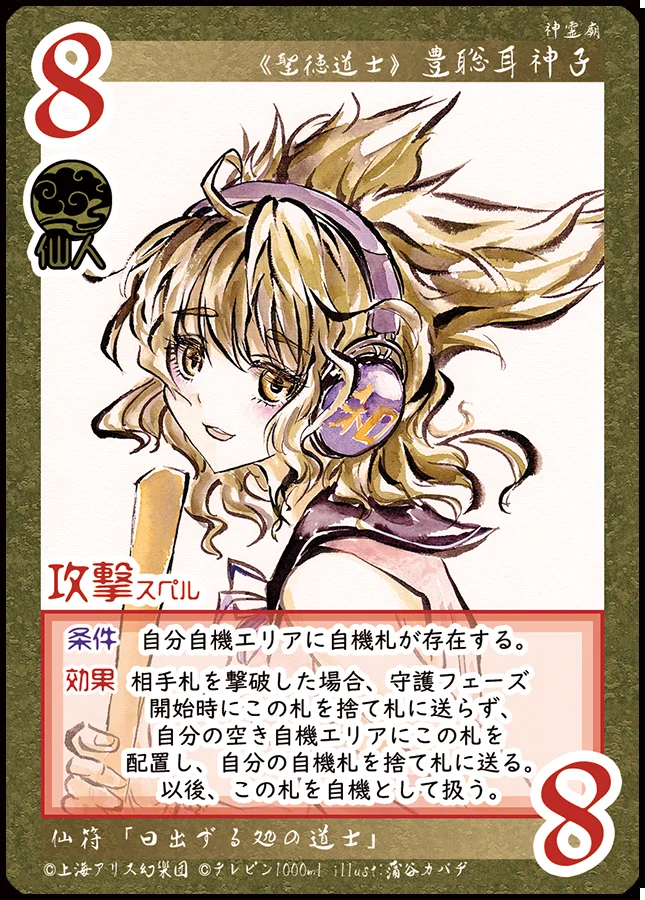 神霊廟
8
《聖徳道士》 豊聡耳神子
仙人
和
攻撃スペル
条件 自分自機エリアに自機札が存在する。
効果 相手札を撃破した場合、守護フェーズ
開始時にこの札を捨て札に送らず、
自分の空き自機エリアにこの札を
配置し、自分の自機札を捨て札に送る。
以後、この札を自機として扱う。
8
仙符「日出ずる処の道士」
©上海アリス幻樂団 ©テレピン1000ml illust:蒲谷カバヂ